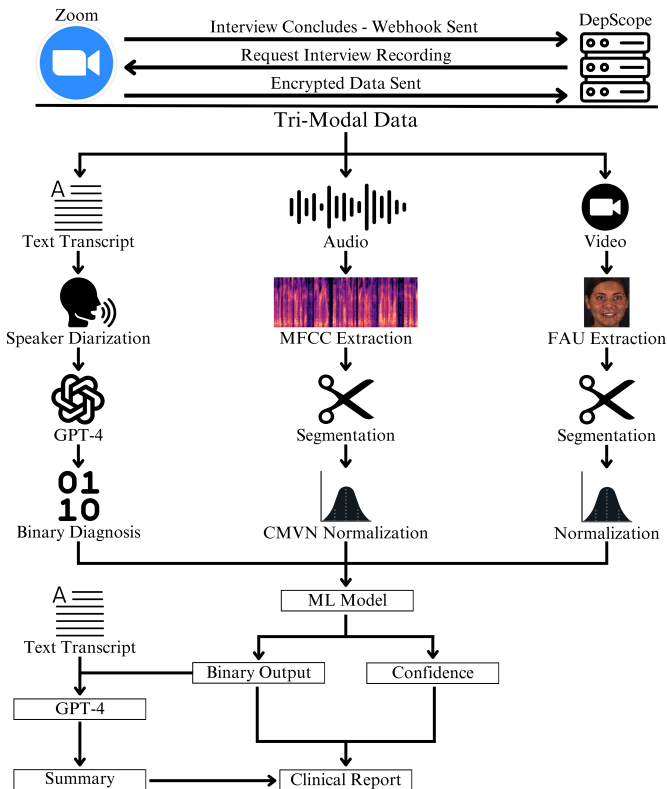 Zoom
DepScope
Interview Concludes - Webhook Sent
Request Interview Recording
Encrypted Data Sent
Tri-Modal Data
A
Text Transcript
Audio
Video
Speaker Diarization
MFCC Extraction
FAU Extraction
GPT-4
Segmentation
Segmentation
01
10
Binary Diagnosis
CMVN Normalization
Normalization
ML Model
A
Text Transcript
Binary Output
Confidence
GPT-4
Summary
Clinical Report